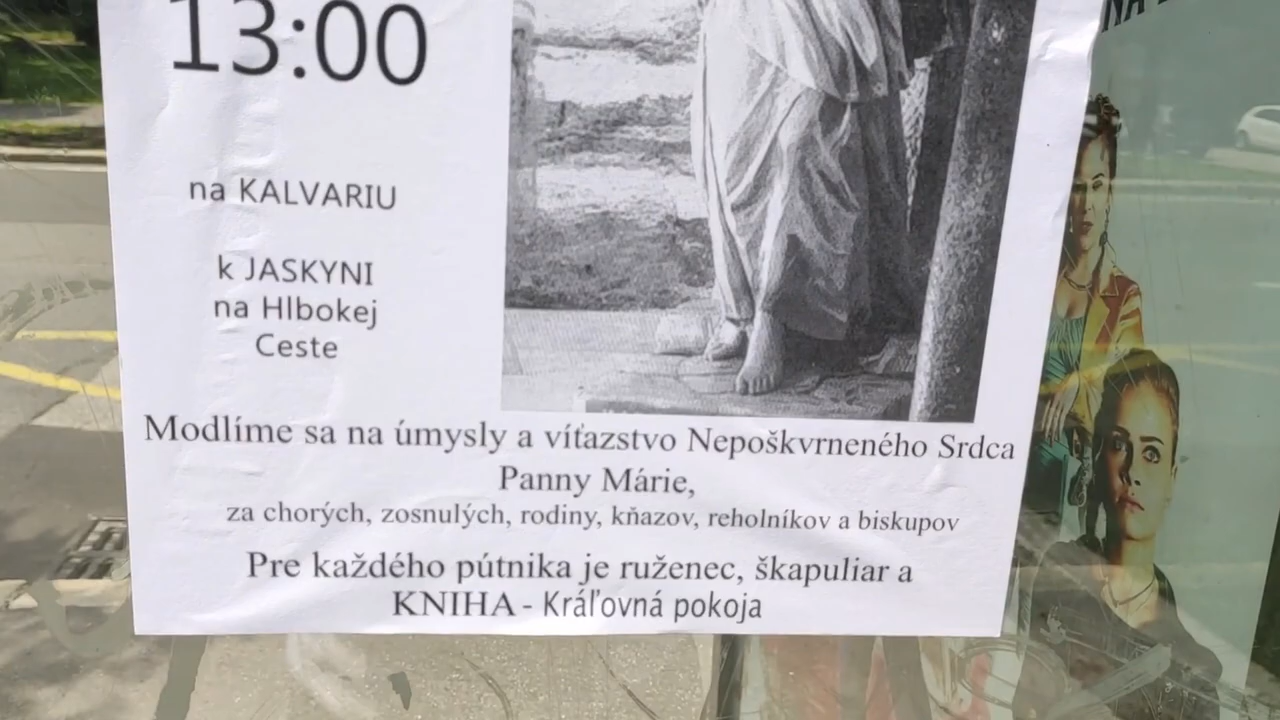 13:00
na KALVARIU
k JASKYNI
na Hlbokej
Ceste
Modlíme sa na úmysly a víťazstvo Nepoškvrneného Srdca
Panny Márie,
za chorých, zosnulých, rodiny, kňazov, reholníkov a biskupov
Pre každého pútnika je ruženec, škapuliar a
KNIHA - Kráľovná pokoja
NA